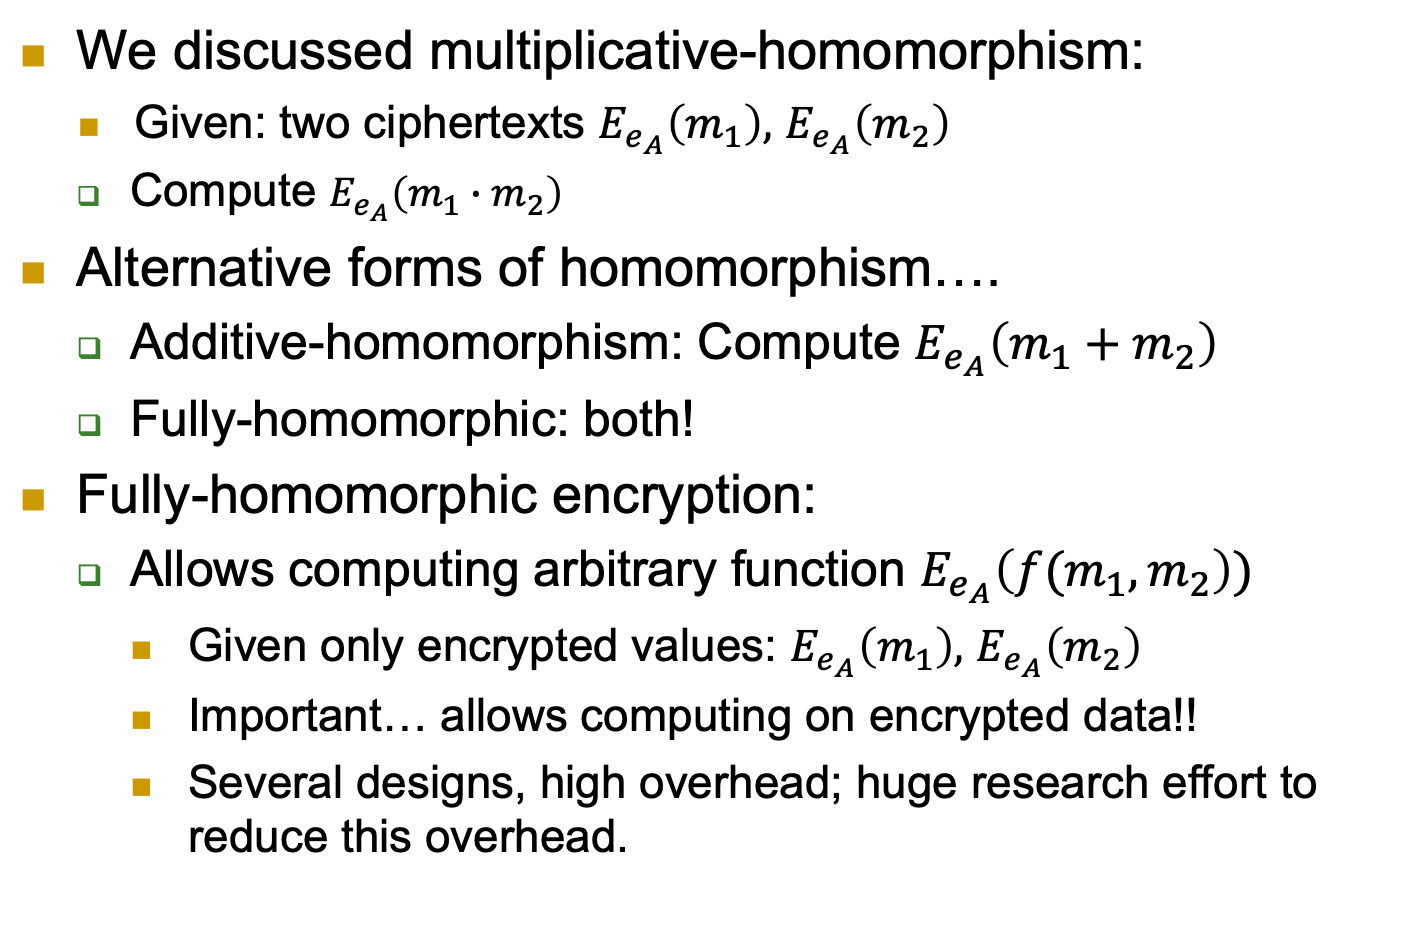 We discussed multiplicative-homomorphism:
Given: two ciphertexts $E_{e_A}(m_1)$, $E_{e_A}(m_2)$
Compute $E_{e_A}(m_1 \cdot m_2)$
Alternative forms of homomorphism….
Additive-homomorphism: Compute $E_{e_A}(m_1 + m_2)$
Fully-homomorphic: both!
Fully-homomorphic encryption:
Allows computing arbitrary function $E_{e_A}(f(m_1, m_2))$
Given only encrypted values: $E_{e_A}(m_1)$, $E_{e_A}(m_2)$
Important… allows computing on encrypted data!!
Several designs, high overhead; huge research effort to
reduce this overhead.